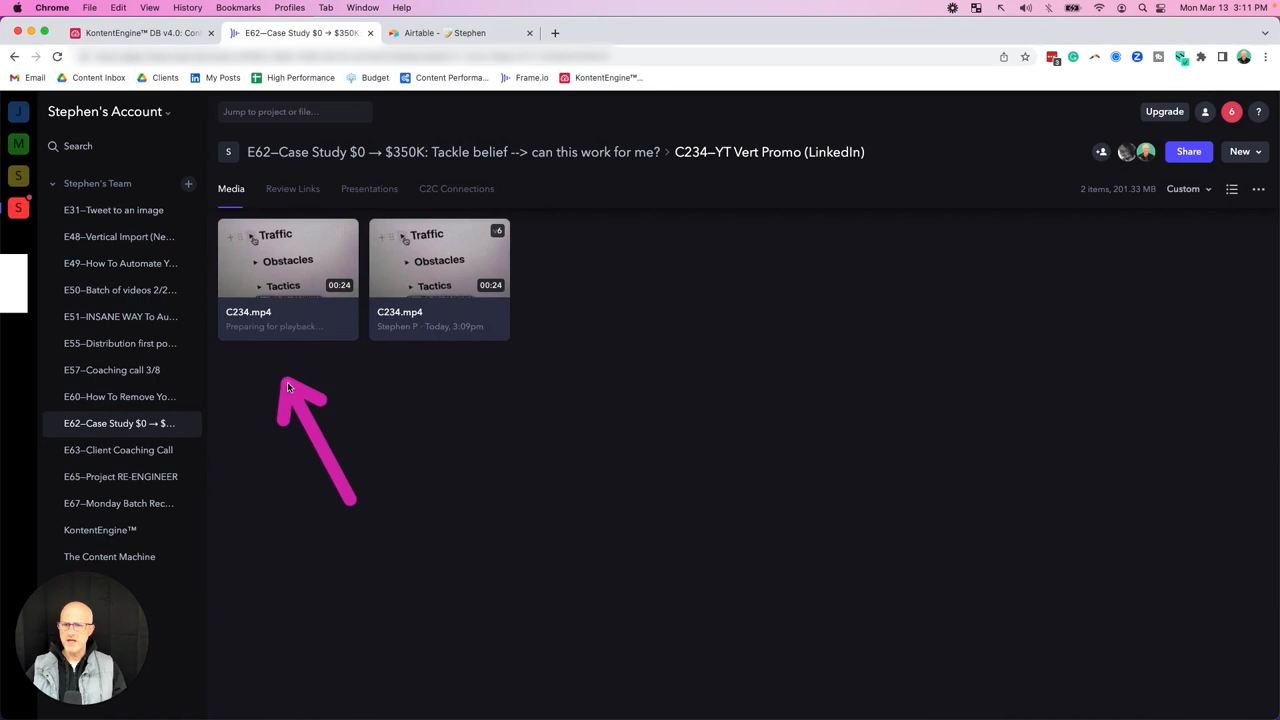 Chrome File Edit View History Bookmarks Profiles Tab Window Help Mon Mar 13 3:11 PM
KontentEngine™ DB v4.0: Con E62—Case Study $0 → $350K Airtable - 📝 Stephen
Email Content Inbox Clients My Posts High Performance Budget Content Performa... Frame.io KontentEngine™...
J
M
S
S
Stephen's Account
Search
Stephen's Team
E31—Tweet to an image
E48—Vertical Import (Ne...
E49—How To Automate Y...
E50—Batch of videos 2/2...
E51—INSANE WAY To Au...
E55—Distribution first po...
E57—Coaching call 3/8
E60—How To Remove Yo...
E62—Case Study $0 → $...
E63—Client Coaching Call
E65—Project RE-ENGINEER
E67—Monday Batch Rec...
KontentEngine™
The Content Machine
Jump to project or file…
Upgrade 6 ?
S E62—Case Study $0 → $350K: Tackle belief --> can this work for me? › C234—YT Vert Promo (LinkedIn) Share New
Media Review Links Presentations C2C Connections 2 items, 201.33 MB Custom
Traffic
Obstacles
Tactics
00:24
C234.mp4
Preparing for playback...
v6
Traffic
Obstacles
Tactics
00:24
C234.mp4
Stephen P · Today, 3:09pm